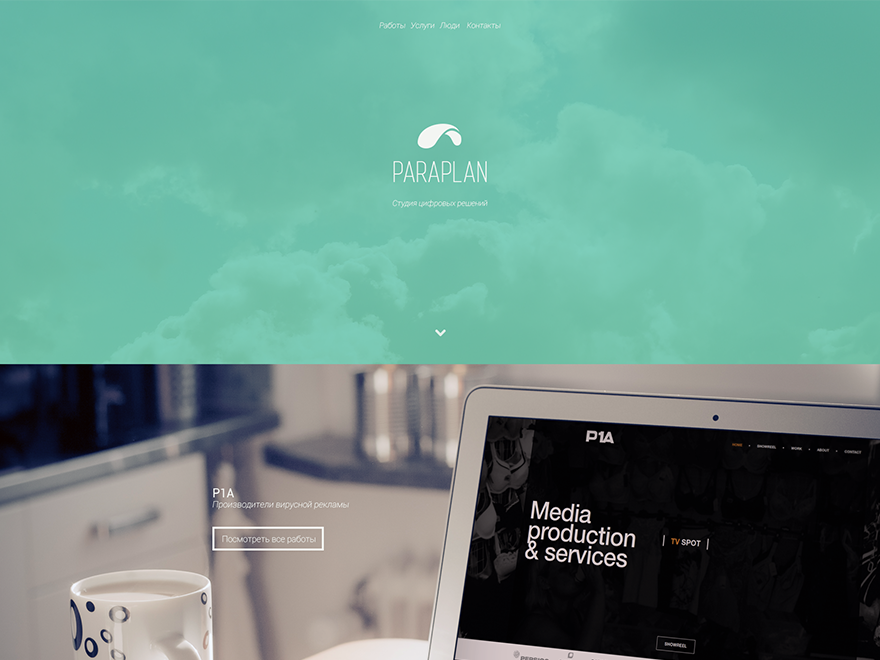 Работы Услуги Люди Контакты
PARAPLAN
Студия цифровых решений
P1A
Производители вирусной рекламы
Посмотреть все работы
P1A
HOME • SHOWREEL • WORK • ABOUT • CONTACT
Media
production
& services
| TV SPOT |
SHOWREEL